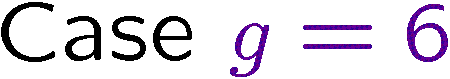 Case g = 6